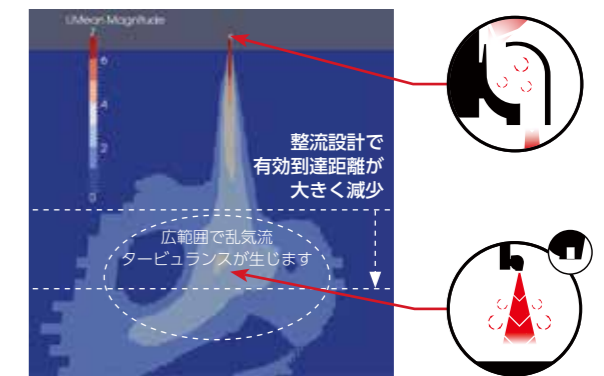 UMean Magnitude
7
6
4
2
0
整流設計で
有効到達距離が
大きく減少
広範囲で乱気流
タービュランスが生じます